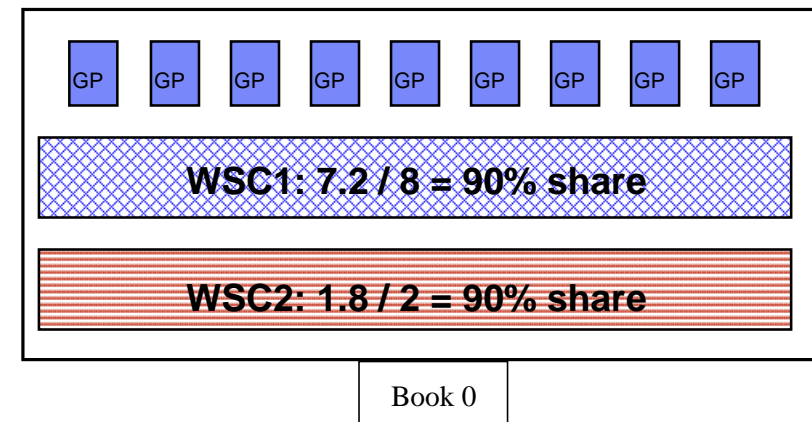 GP GP GP GP GP GP GP GP GP
WSC1: 7.2 / 8 = 90% share
WSC2: 1.8 / 2 = 90% share
Book 0